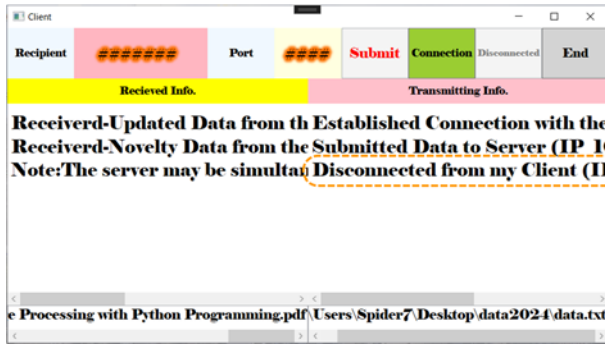 Client
Recipient ####### Port #### Submit Connection Disconnected End
Recieved Info. Transmitting Info.
Receiverd-Updated Data from th Established Connection with the
Receiverd-Novelty Data from the Submitted Data to Server (IP
Note:The server may be simultan Disconnected from my Client (IP
e Processing with Python Programming.pdf \Users\Spider7\Desktop\data2024\data.txt